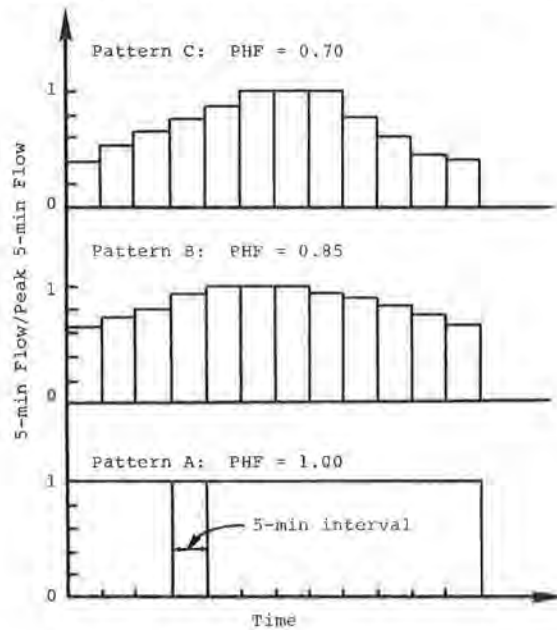 Pattern C: PHF = 0.70
1
0
Pattern B: PHF = 0.85
1
0
Pattern A: PHF = 1.00
1
5-min interval
0
Time
5-min Flow/Peak 5-min Flow